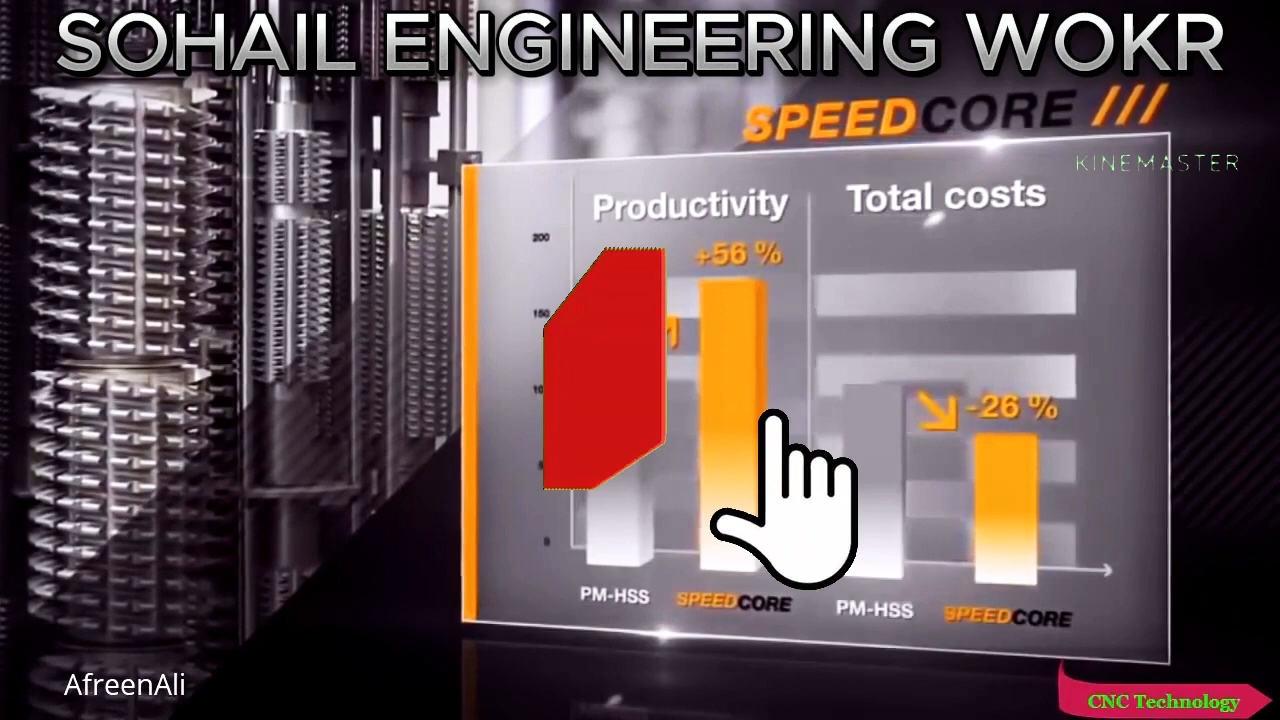 SOHAIL ENGINEERING WOKR
SPEEDCORE ///
KINEMASTER
Productivity
Total costs
200
+56 %
150
-26 %
0
PM-HSS
SPEEDCORE
PM-HSS
SPEEDCORE
AfreenAli
CNC Technology